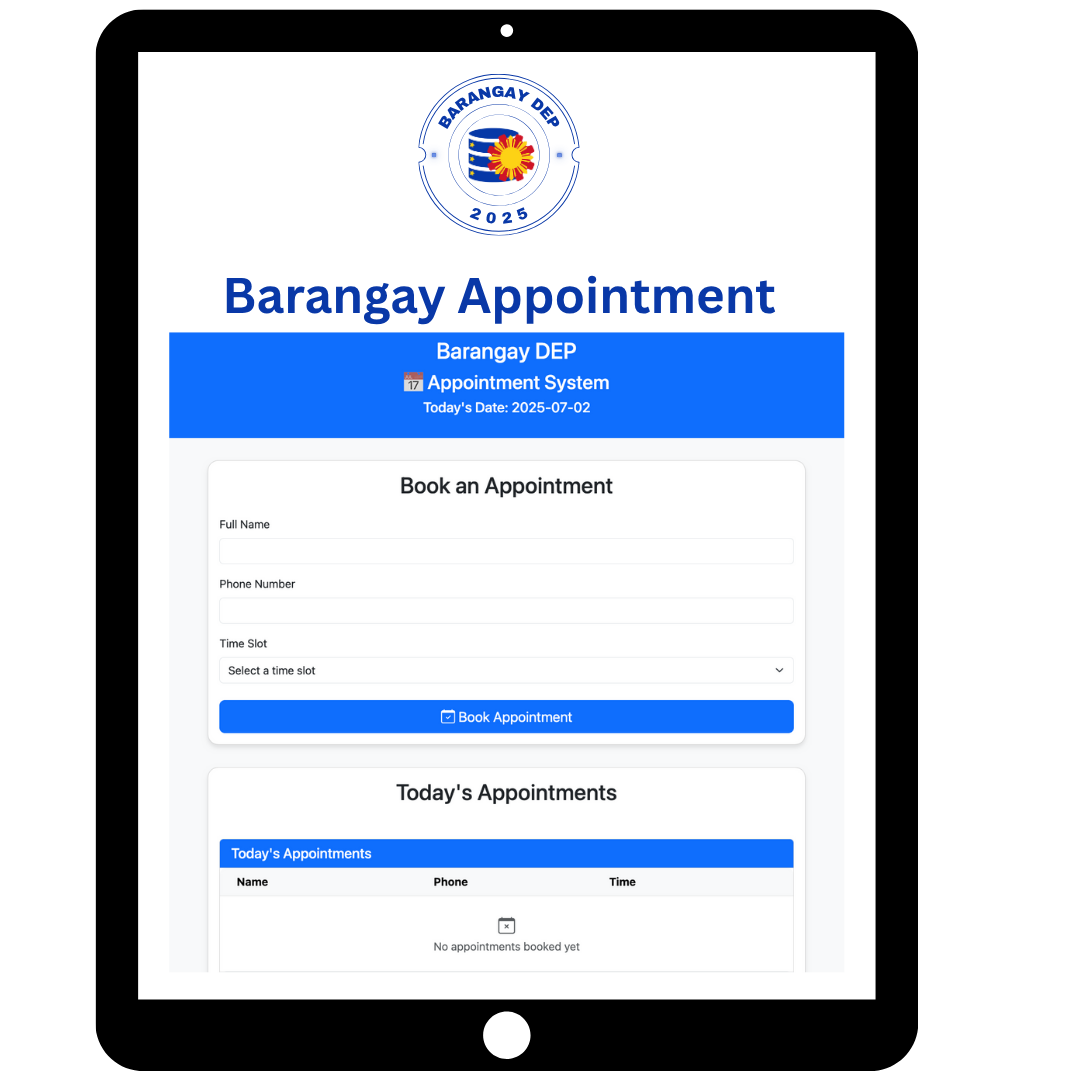 BARANGAY DEP
2025
Barangay Appointment
Barangay DEP
📅 Appointment System
Today's Date: 2025-07-02
Book an Appointment
Full Name
Phone Number
Time Slot
Select a time slot
Book Appointment
Today's Appointments
Today's Appointments
Name Phone Time
No appointments booked yet